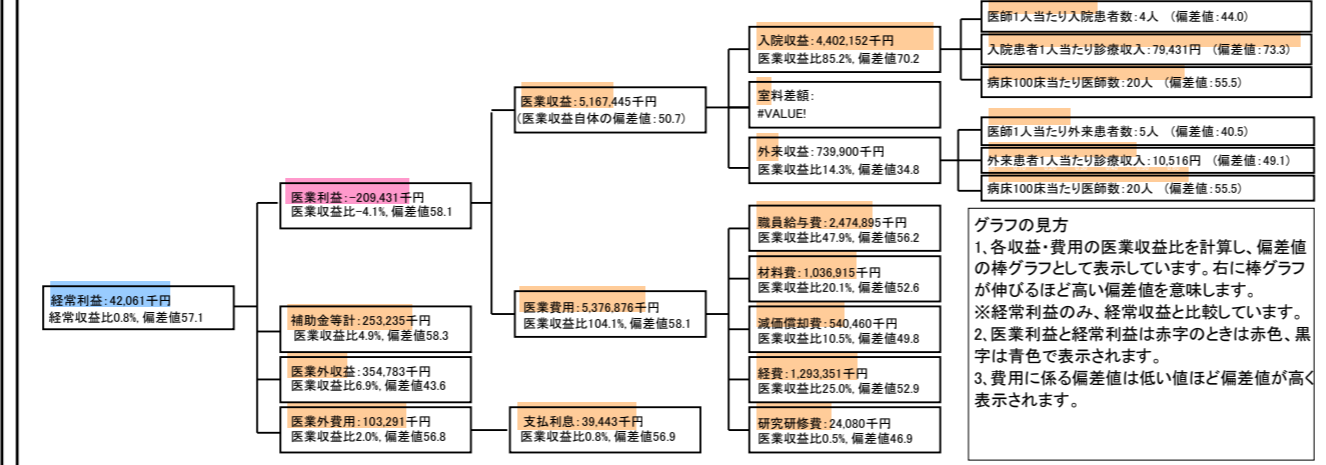 医師1人当たり入院患者数:4人 (偏差値:44.0)
入院収益:4,402,152千円
医業収益比85.2%, 偏差値70.2
入院患者1人当たり診療収入:79,431円 (偏差値:73.3)
病床100床当たり医師数:20人 (偏差値:55.5)
医業収益:5,167,445千円
(医業収益自体の偏差値:50.7)
室料差額:
#VALUE!
医師1人当たり外来患者数:5人 (偏差値:40.5)
外来収益:739,900千円
医業収益比14.3%, 偏差値34.8
外来患者1人当たり診療収入:10,516円 (偏差値:49.1)
病床100床当たり医師数:20人 (偏差値:55.5)
医業利益:-209,431千円
医業収益比-4.1%, 偏差値58.1
職員給与費:2,474,895千円
医業収益比47.9%, 偏差値56.2
材料費:1,036,915千円
医業収益比20.1%, 偏差値52.6
経常利益:42,061千円
経常収益比0.8%, 偏差値57.1
医業費用:5,376,876千円
医業収益比104.1%, 偏差値58.1
補助金等計:253,235千円
医業収益比4.9%, 偏差値58.3
減価償却費:540,460千円
医業収益比10.5%, 偏差値49.8
医業外収益:354,783千円
医業収益比6.9%, 偏差値43.6
経費:1,293,351千円
医業収益比25.0%, 偏差値52.9
医業外費用:103,291千円
医業収益比2.0%, 偏差値56.8
支払利息:39,443千円
医業収益比0.8%, 偏差値56.9
研究研修費:24,080千円
医業収益比0.5%, 偏差値46.9
グラフの見方
1、各収益・費用の医業収益比を計算し、偏差値
の棒グラフとして表示しています。右に棒グラフ
が伸びるほど高い偏差値を意味します。
※経常利益のみ、経常収益と比較しています。
2、医業利益と経常利益は赤字のときは赤色、黒
字は青色で表示されます。
3、費用に係る偏差値は低い値ほど偏差値が高く
表示されます。